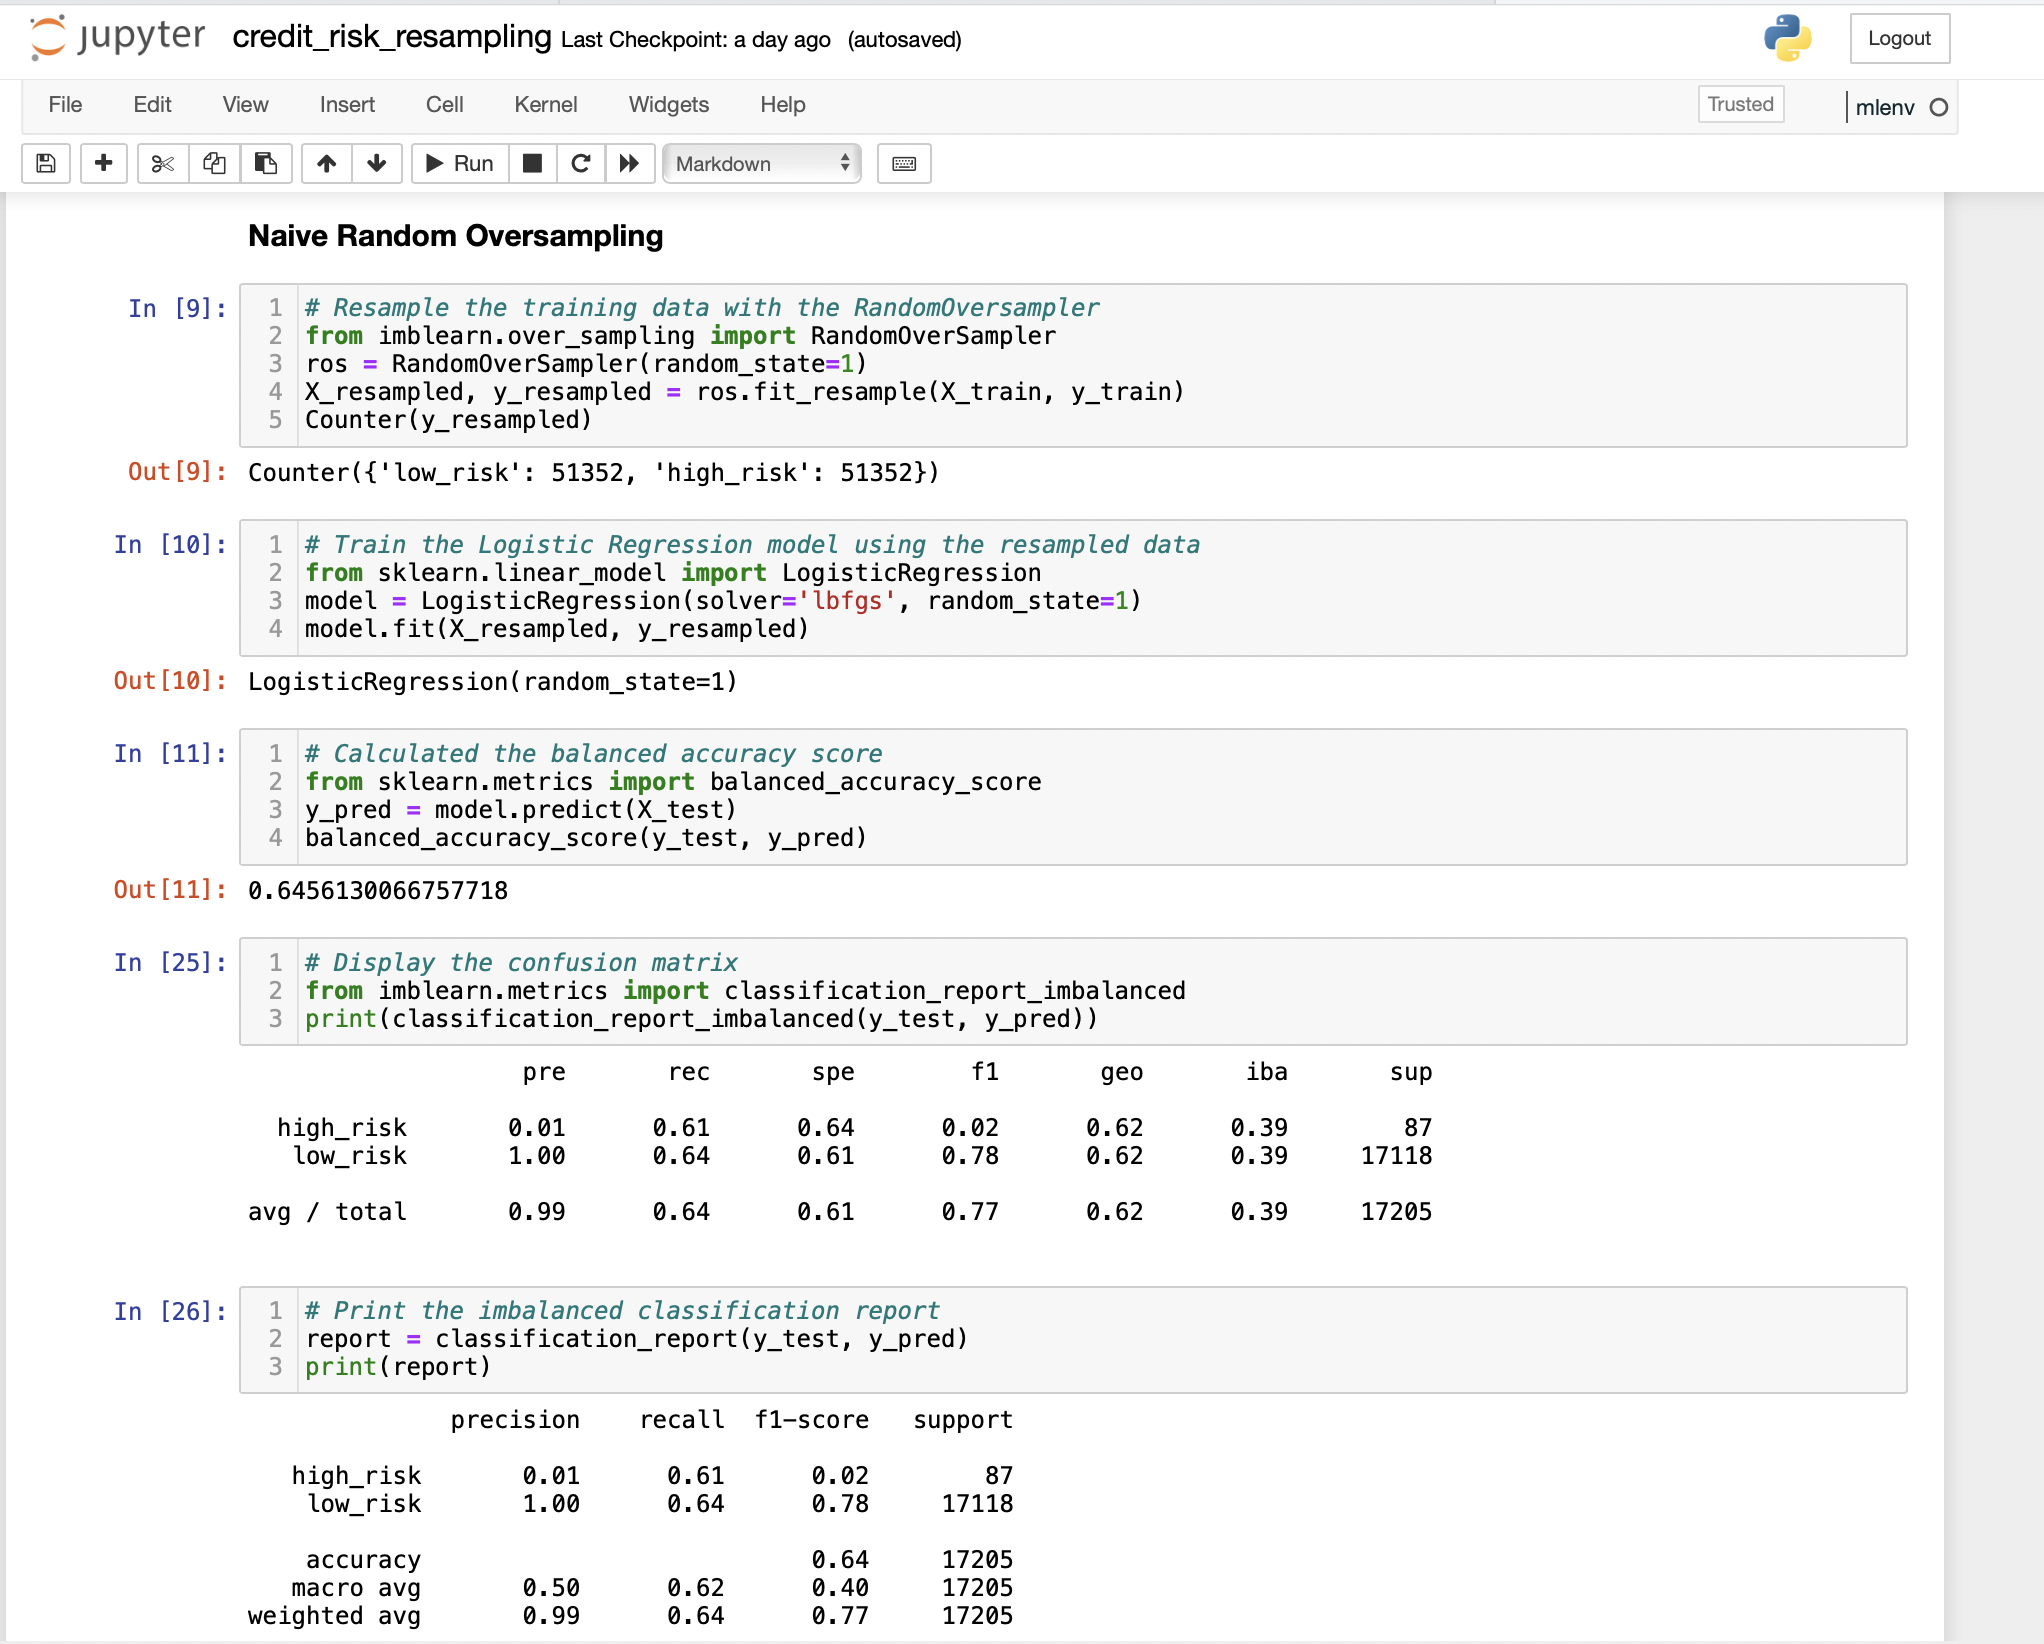 jupyter credit_risk_resampling Last Checkpoint: a day ago (autosaved) Logout
File Edit View Insert Cell Kernel Widgets Help Trusted mlenv
Run Markdown
Naive Random Oversampling
In [9]: 1 # Resample the training data with the RandomOversampler
2 from imblearn.over_sampling import RandomOverSampler
3 ros = RandomOverSampler(random_state=1)
4 X_resampled, y_resampled = ros.fit_resample(X_train, y_train)
5 Counter(y_resampled)
Out[9]: Counter({'low_risk': 51352, 'high_risk': 51352})
In [10]: 1 # Train the Logistic Regression model using the resampled data
2 from sklearn.linear_model import LogisticRegression
3 model = LogisticRegression(solver='lbfgs', random_state=1)
4 model.fit(X_resampled, y_resampled)
Out[10]: LogisticRegression(random_state=1)
In [11]: 1 # Calculated the balanced accuracy score
2 from sklearn.metrics import balanced_accuracy_score
3 y_pred = model.predict(X_test)
4 balanced_accuracy_score(y_test, y_pred)
Out[11]: 0.6456130066757718
In [25]: 1 # Display the confusion matrix
2 from imblearn.metrics import classification_report_imbalanced
3 print(classification_report_imbalanced(y_test, y_pred))
pre rec spe f1 geo iba sup
high_risk 0.01 0.61 0.64 0.02 0.62 0.39 87
low_risk 1.00 0.64 0.61 0.78 0.62 0.39 17118
avg / total 0.99 0.64 0.61 0.77 0.62 0.39 17205
In [26]: 1 # Print the imbalanced classification report
2 report = classification_report(y_test, y_pred)
3 print(report)
precision recall f1-score support
high_risk 0.01 0.61 0.02 87
low_risk 1.00 0.64 0.78 17118
accuracy 0.64 17205
macro avg 0.50 0.62 0.40 17205
weighted avg 0.99 0.64 0.77 17205